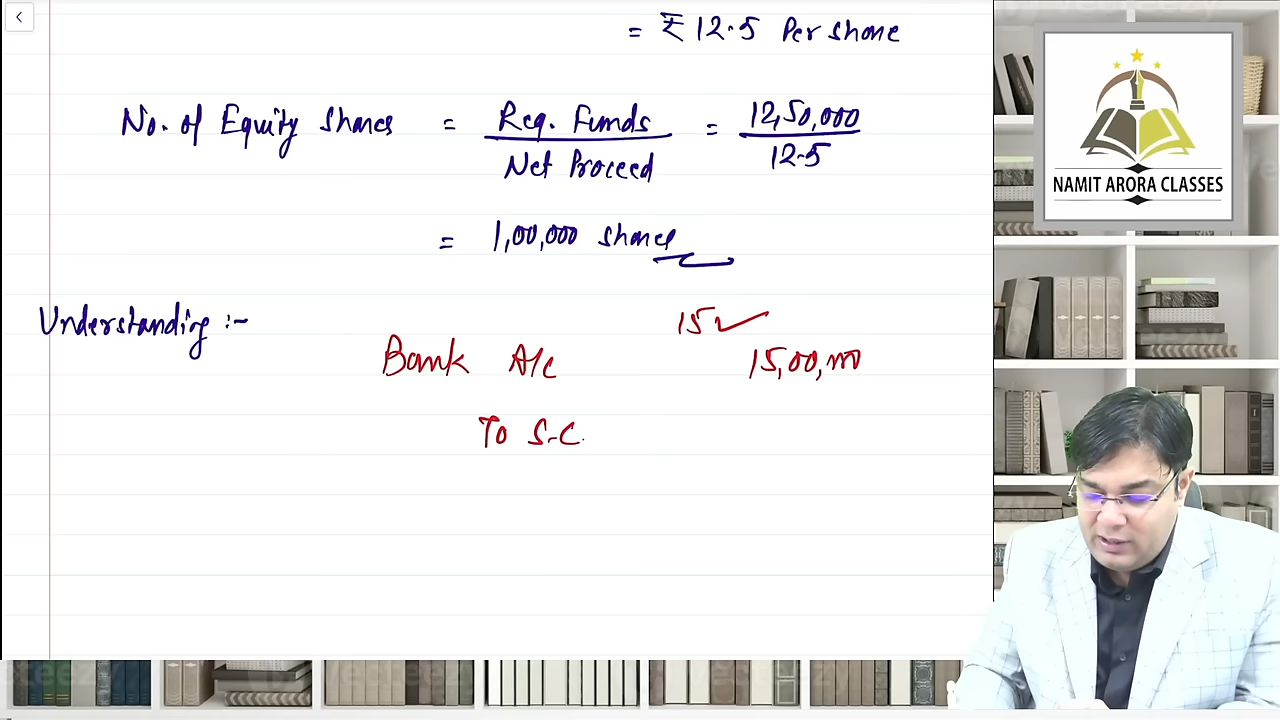 = ₹ 12.5 Per share
No. of Equity Shares = Req. Funds / Net Proceed = 12,50,000 / 12.5
= 1,00,000 shares
Understanding :-
15
Bank A/c 15,00,000
To S.C.
NAMIT ARORA CLASSES